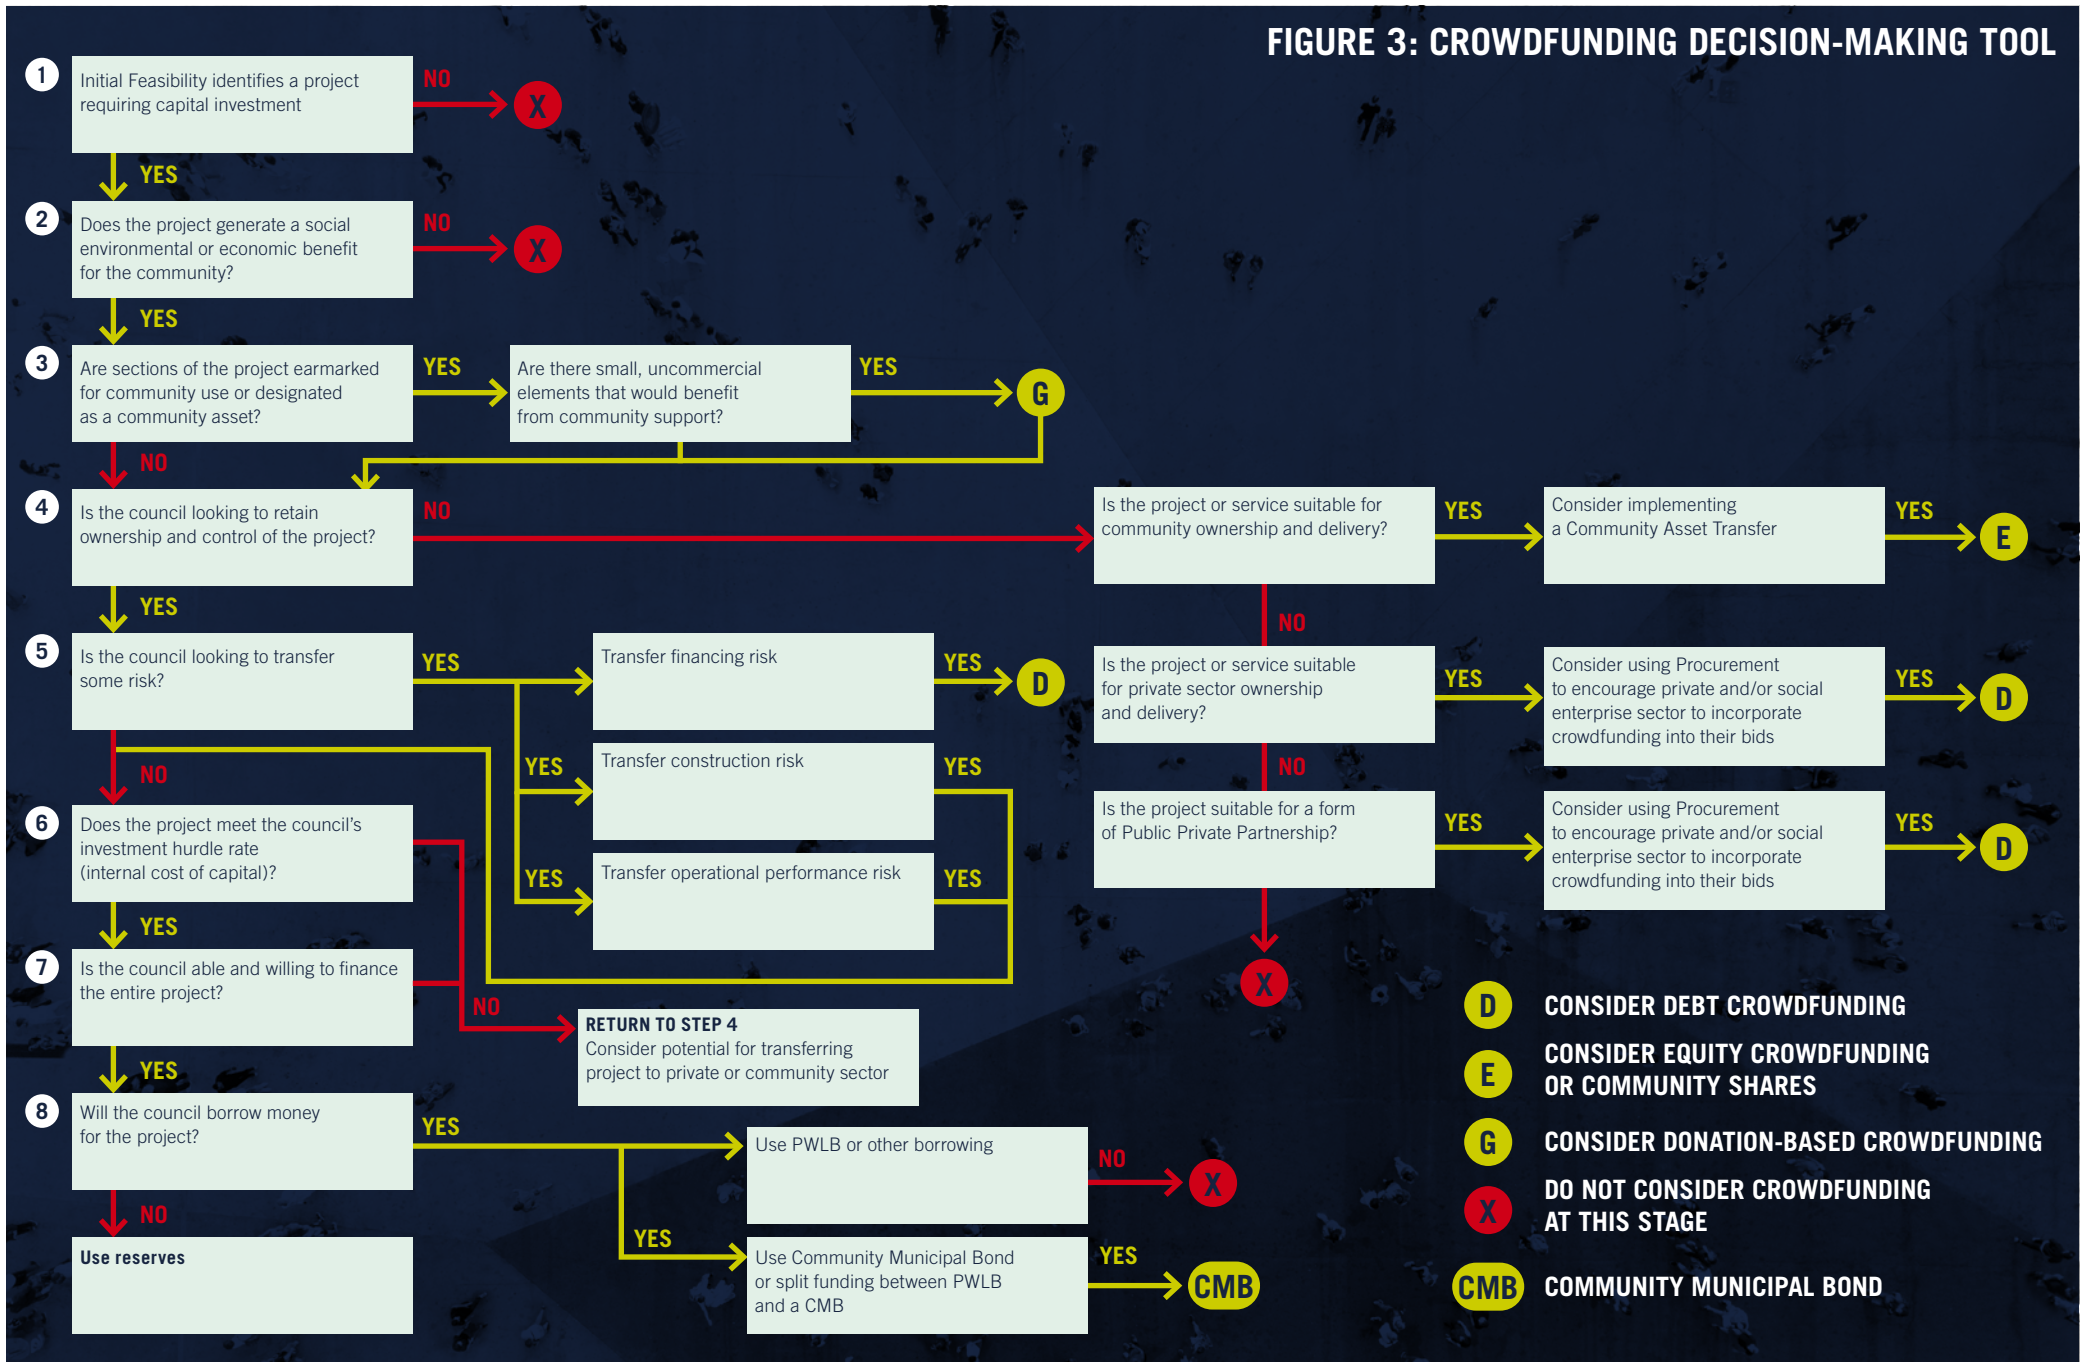 FIGURE 3: CROWDFUNDING DECISION-MAKING TOOL
1
Initial Feasibility identifies a project
requiring capital investment
NO
X
YES
2
Does the project generate a social
environmental or economic benefit
for the community?
NO
X
YES
3
Are sections of the project earmarked
for community use or designated
as a community asset?
YES
Are there small, uncommercial
elements that would benefit
from community support?
YES
G
NO
4
Is the council looking to retain
ownership and control of the project?
NO
Is the project or service suitable for
community ownership and delivery?
YES
Consider implementing
a Community Asset Transfer
YES
E
YES
NO
5
Is the council looking to transfer
some risk?
YES
Transfer financing risk
YES
D
Is the project or service suitable
for private sector ownership
and delivery?
YES
Consider using Procurement
to encourage private and/or social
enterprise sector to incorporate
crowdfunding into their bids
YES
D
NO
YES
Transfer construction risk
YES
NO
6
Does the project meet the council's
investment hurdle rate
(internal cost of capital)?
YES
Transfer operational performance risk
YES
Is the project suitable for a form
of Public Private Partnership?
YES
Consider using Procurement
to encourage private and/or social
enterprise sector to incorporate
crowdfunding into their bids
YES
D
YES
X
7
Is the council able and willing to finance
the entire project?
NO
RETURN TO STEP 4
Consider potential for transferring
project to private or community sector
YES
8
Will the council borrow money
for the project?
YES
Use PWLB or other borrowing
NO
X
NO
Use reserves
YES
Use Community Municipal Bond
or split funding between PWLB
and a CMB
YES
CMB
D
CONSIDER DEBT CROWDFUNDING
E
CONSIDER EQUITY CROWDFUNDING
OR COMMUNITY SHARES
G
CONSIDER DONATION-BASED CROWDFUNDING
X
DO NOT CONSIDER CROWDFUNDING
AT THIS STAGE
CMB
COMMUNITY MUNICIPAL BOND